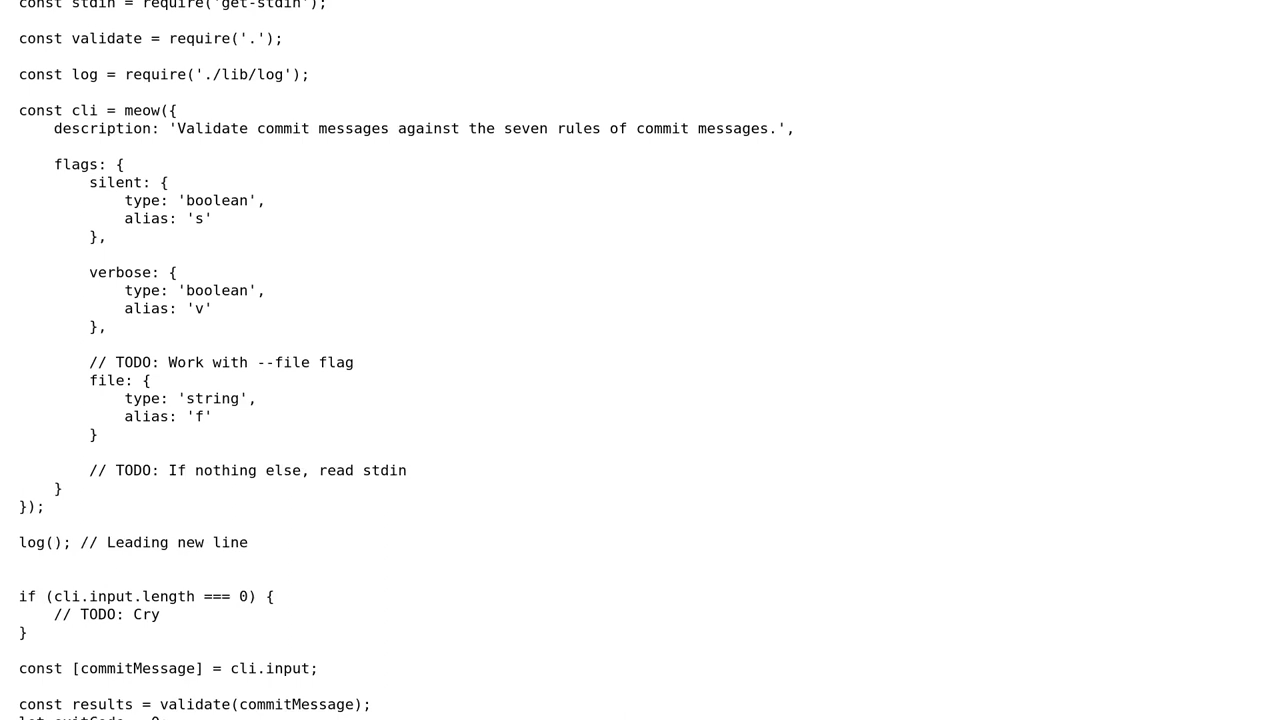 const stdin = require('get-stdin');

const validate = require('.');

const log = require('./lib/log');

const cli = meow({
    description: 'Validate commit messages against the seven rules of commit messages.',

    flags: {
        silent: {
            type: 'boolean',
            alias: 's'
        },

        verbose: {
            type: 'boolean',
            alias: 'v'
        },

        // TODO: Work with --file flag
        file: {
            type: 'string',
            alias: 'f'
        }

        // TODO: If nothing else, read stdin
    }
});

log(); // Leading new line


if (cli.input.length === 0) {
    // TODO: Cry
}

const [commitMessage] = cli.input;

const results = validate(commitMessage);
let exitCode = 0;